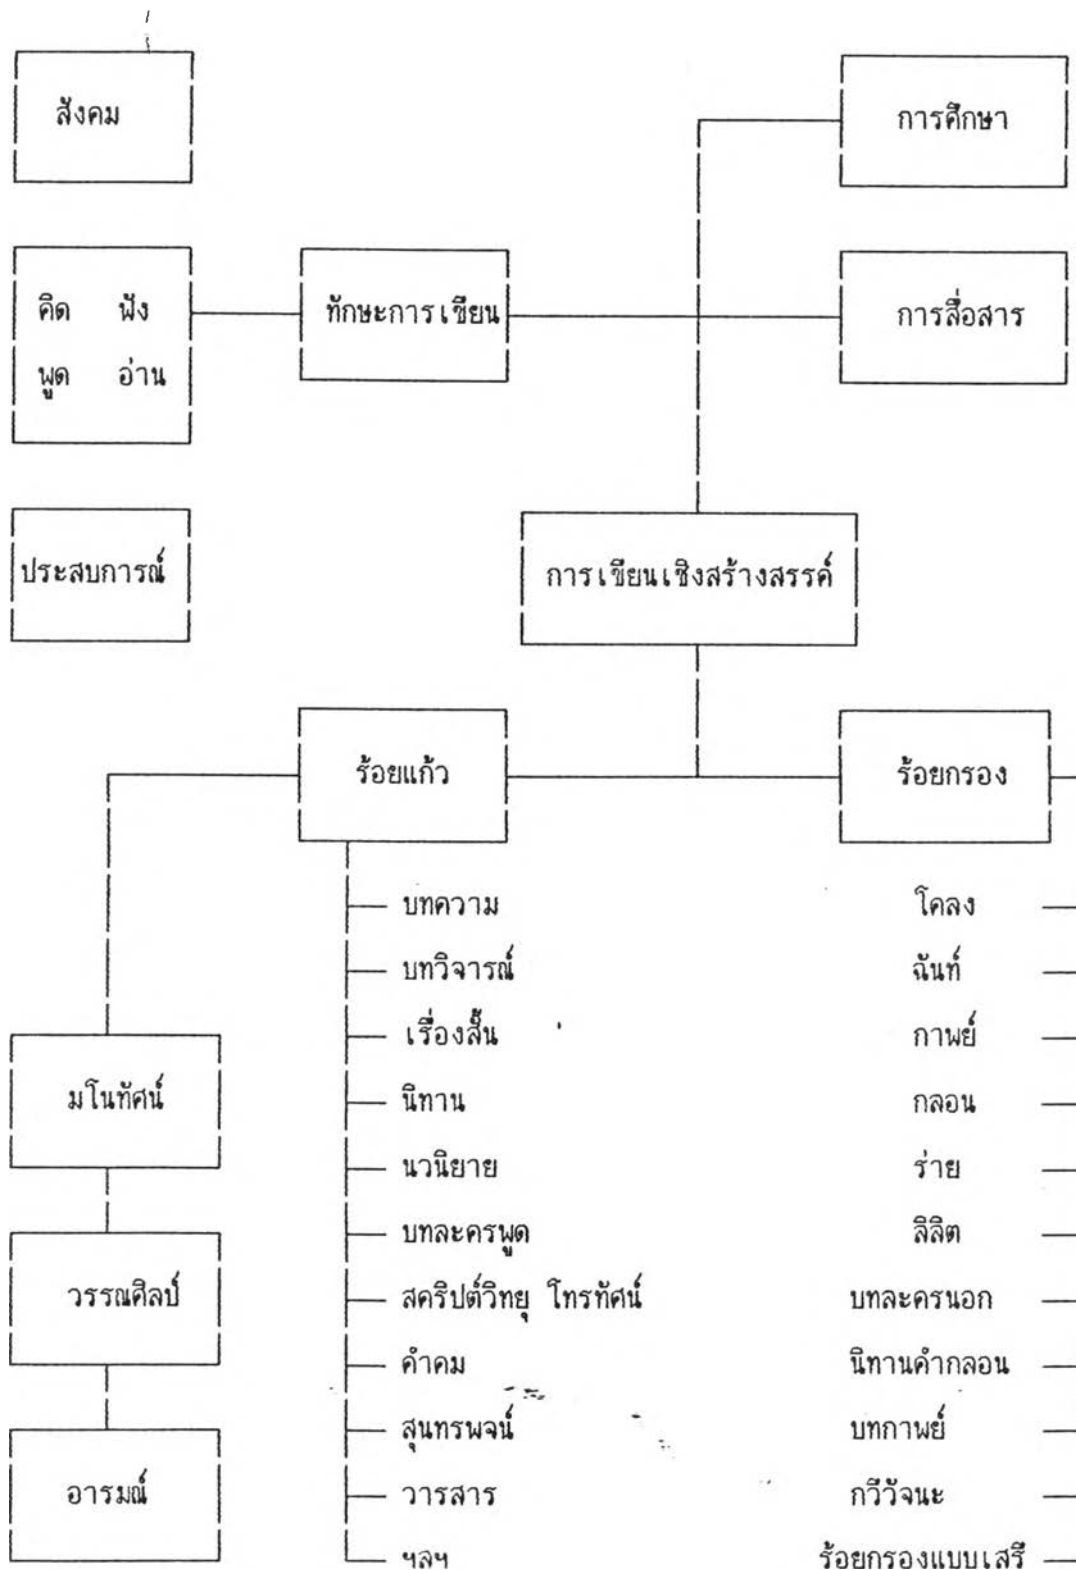 สังคม
การศึกษา
คิด ฟัง
พูด อ่าน
ทักษะการเขียน
การสื่อสาร
ประสบการณ์
การเขียนเชิงสร้างสรรค์
ร้อยแก้ว
ร้อยกรอง
บทความ
บทวิจารณ์
เรื่องสั้น
นิทาน
นวนิยาย
บทละครพูด
สคริปต์วิทยุ โทรทัศน์
คำคม
สุนทรพจน์
วารสาร
ฯลฯ
โคลง
ฉันท์
กาพย์
กลอน
ร่าย
ลิลิต
บทละครนอก
นิทานคำกลอน
บทกาพย์
กวีวัจนะ
ร้อยกรองแบบเสรี
มโนทัศน์
วรรณศิลป์
อารมณ์